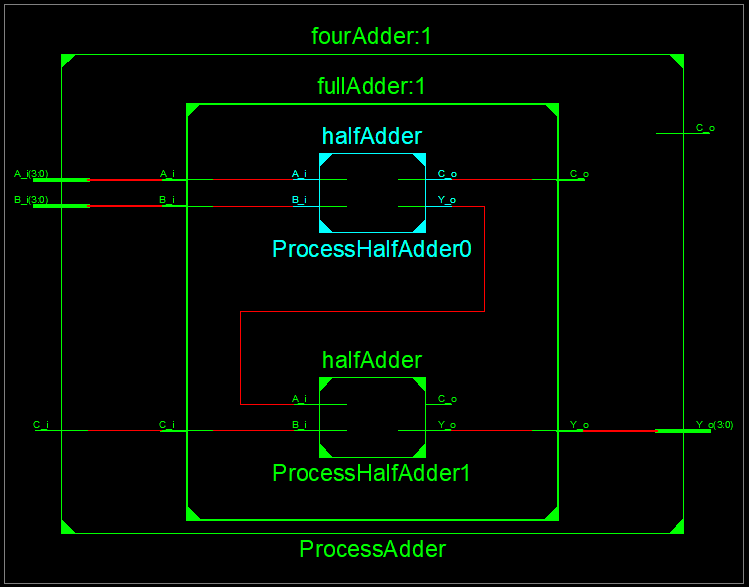 fourAdder:1
fullAdder:1
halfAdder
C_o
A_i(3:0) A_i A_i C_o C_o
B_i(3:0) B_i B_i Y_o
ProcessHalfAdder0
halfAdder
A_i C_o
C_i C_i B_i Y_o Y_o Y_o(3:0)
ProcessHalfAdder1
ProcessAdder